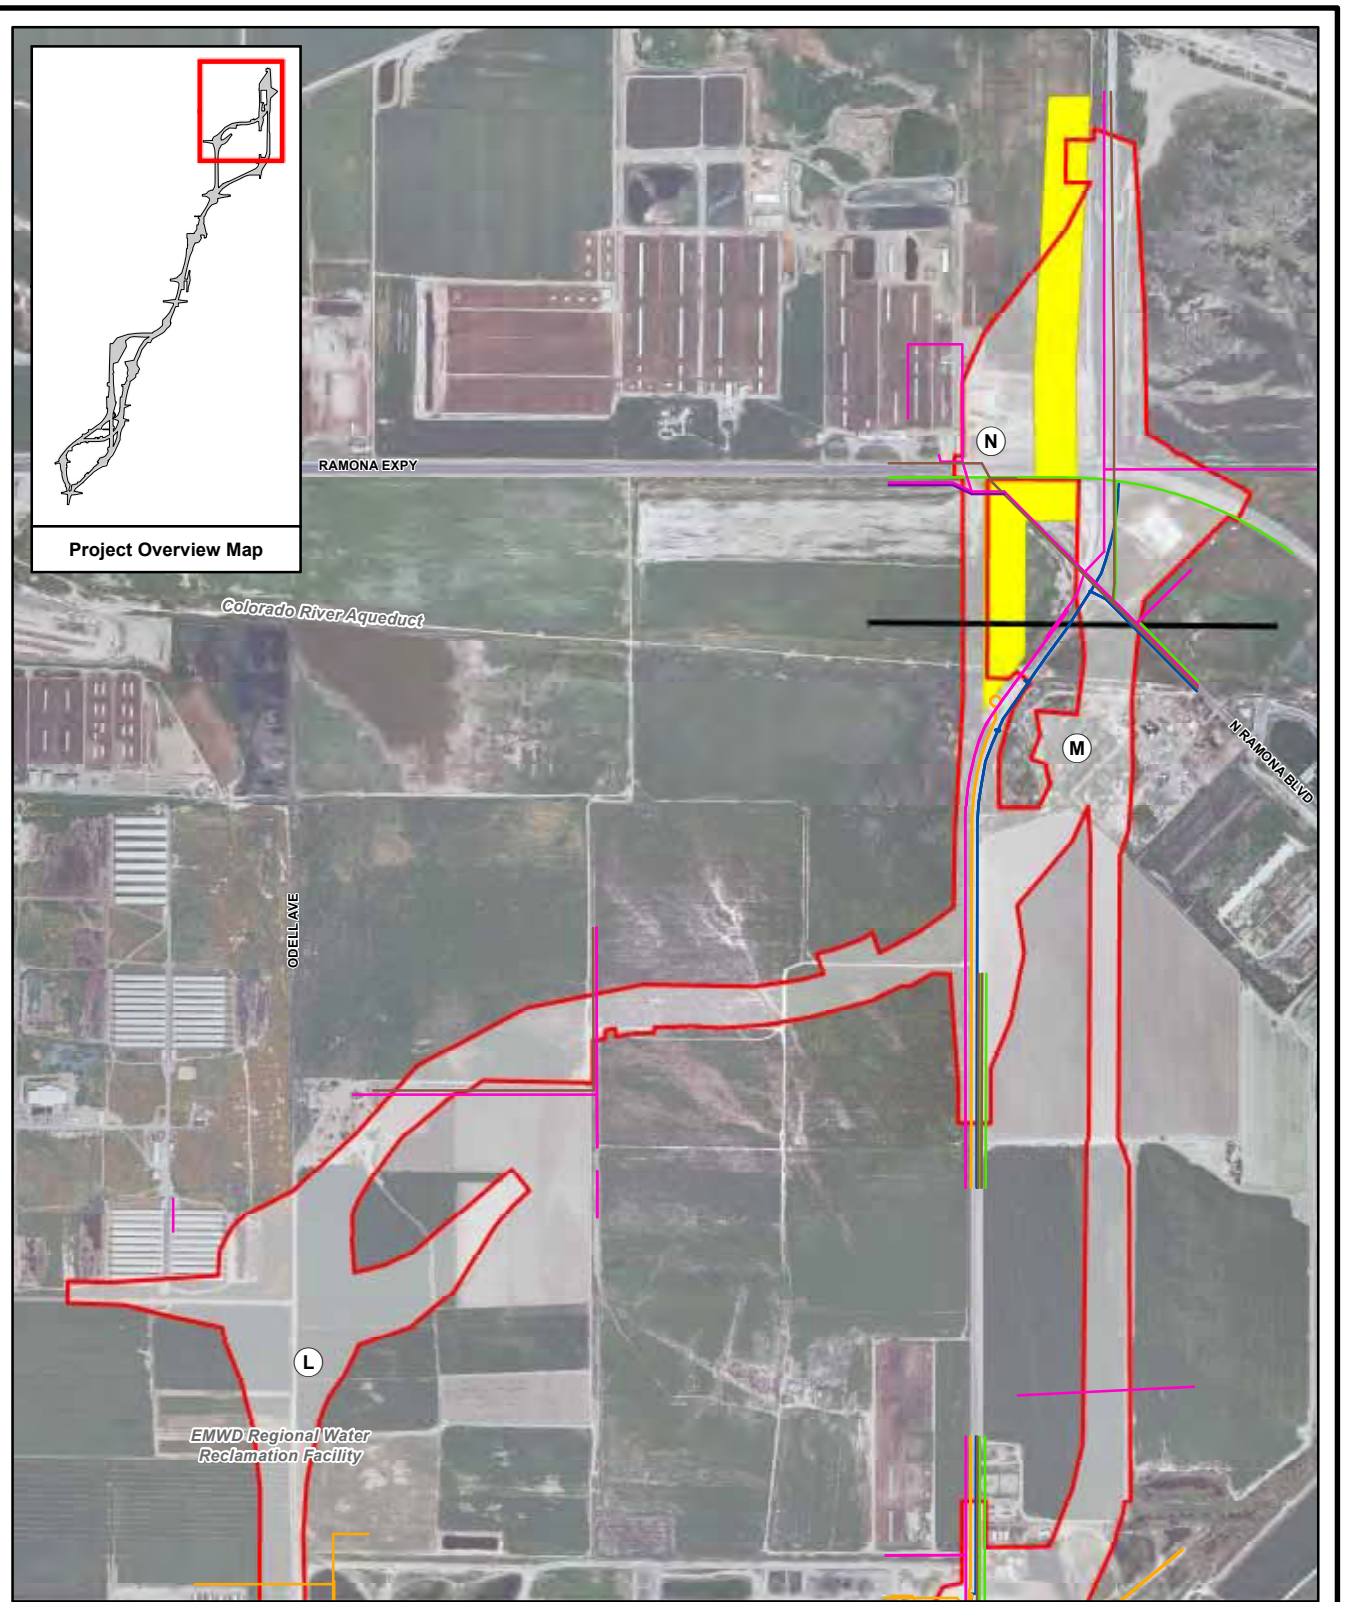 Project Overview Map
RAMONA EXPY
N
Colorado River Aqueduct
N RAMONA BLVD
M
ODELL AVE
L
EMWD Regional Water
Reclamation Facility